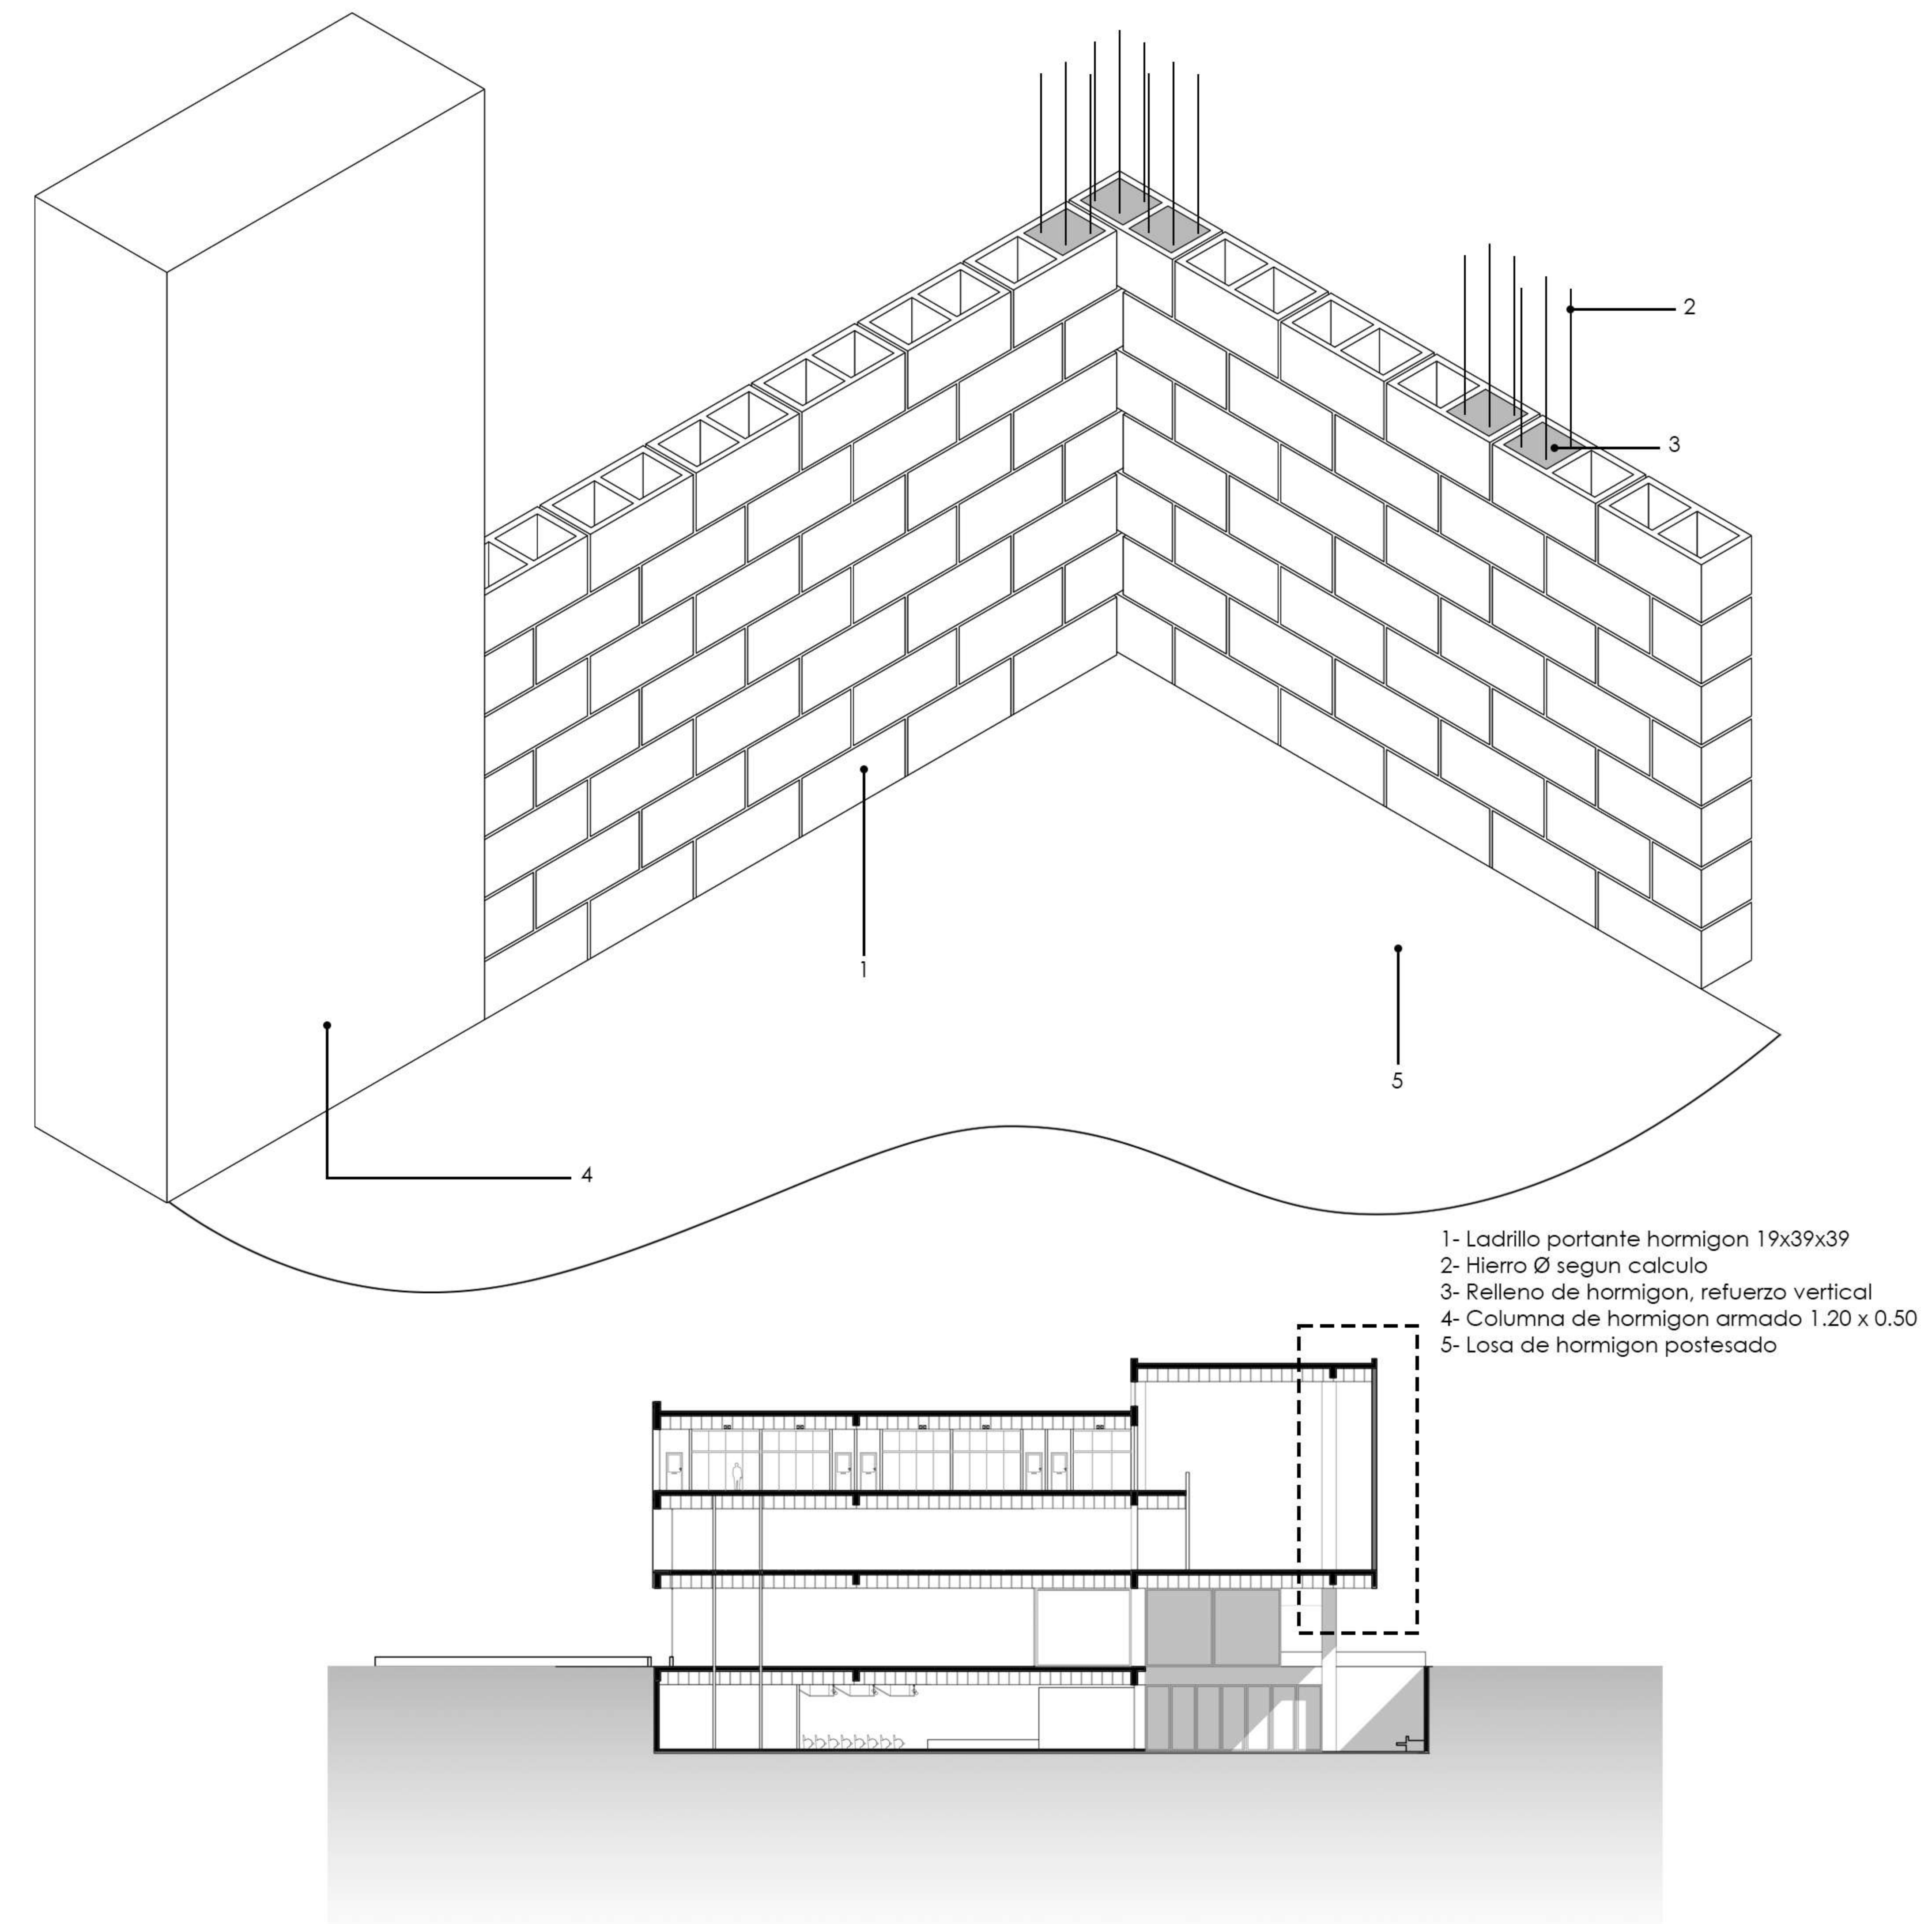 2
3
1
5
4
1- Ladrillo portante hormigon 19x39x39
2- Hierro Ø segun calculo
3- Relleno de hormigon, refuerzo vertical
4- Columna de hormigon armado 1.20 x 0.50
5- Losa de hormigon postesado